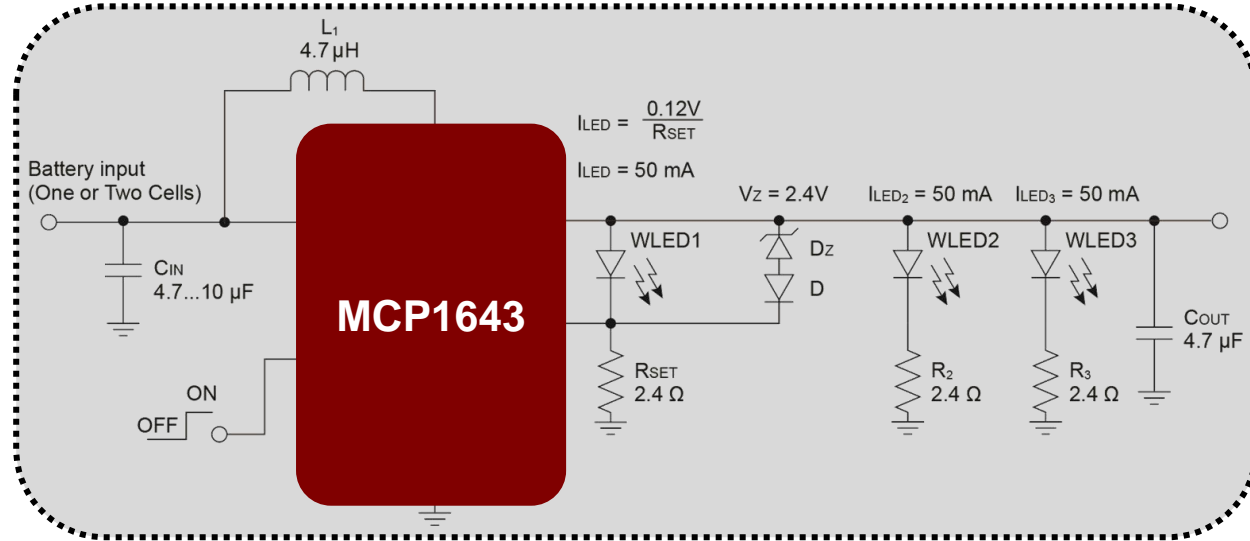 L1
4.7 µH
ILED = 0.12V / RSET
ILED = 50 mA
Battery input
(One or Two Cells)
VZ = 2.4V
ILED2 = 50 mA
ILED3 = 50 mA
WLED1
DZ
D
WLED2
WLED3
CIN
4.7...10 µF
MCP1643
COUT
4.7 µF
RSET
2.4 Ω
R2
2.4 Ω
R3
2.4 Ω
ON
OFF